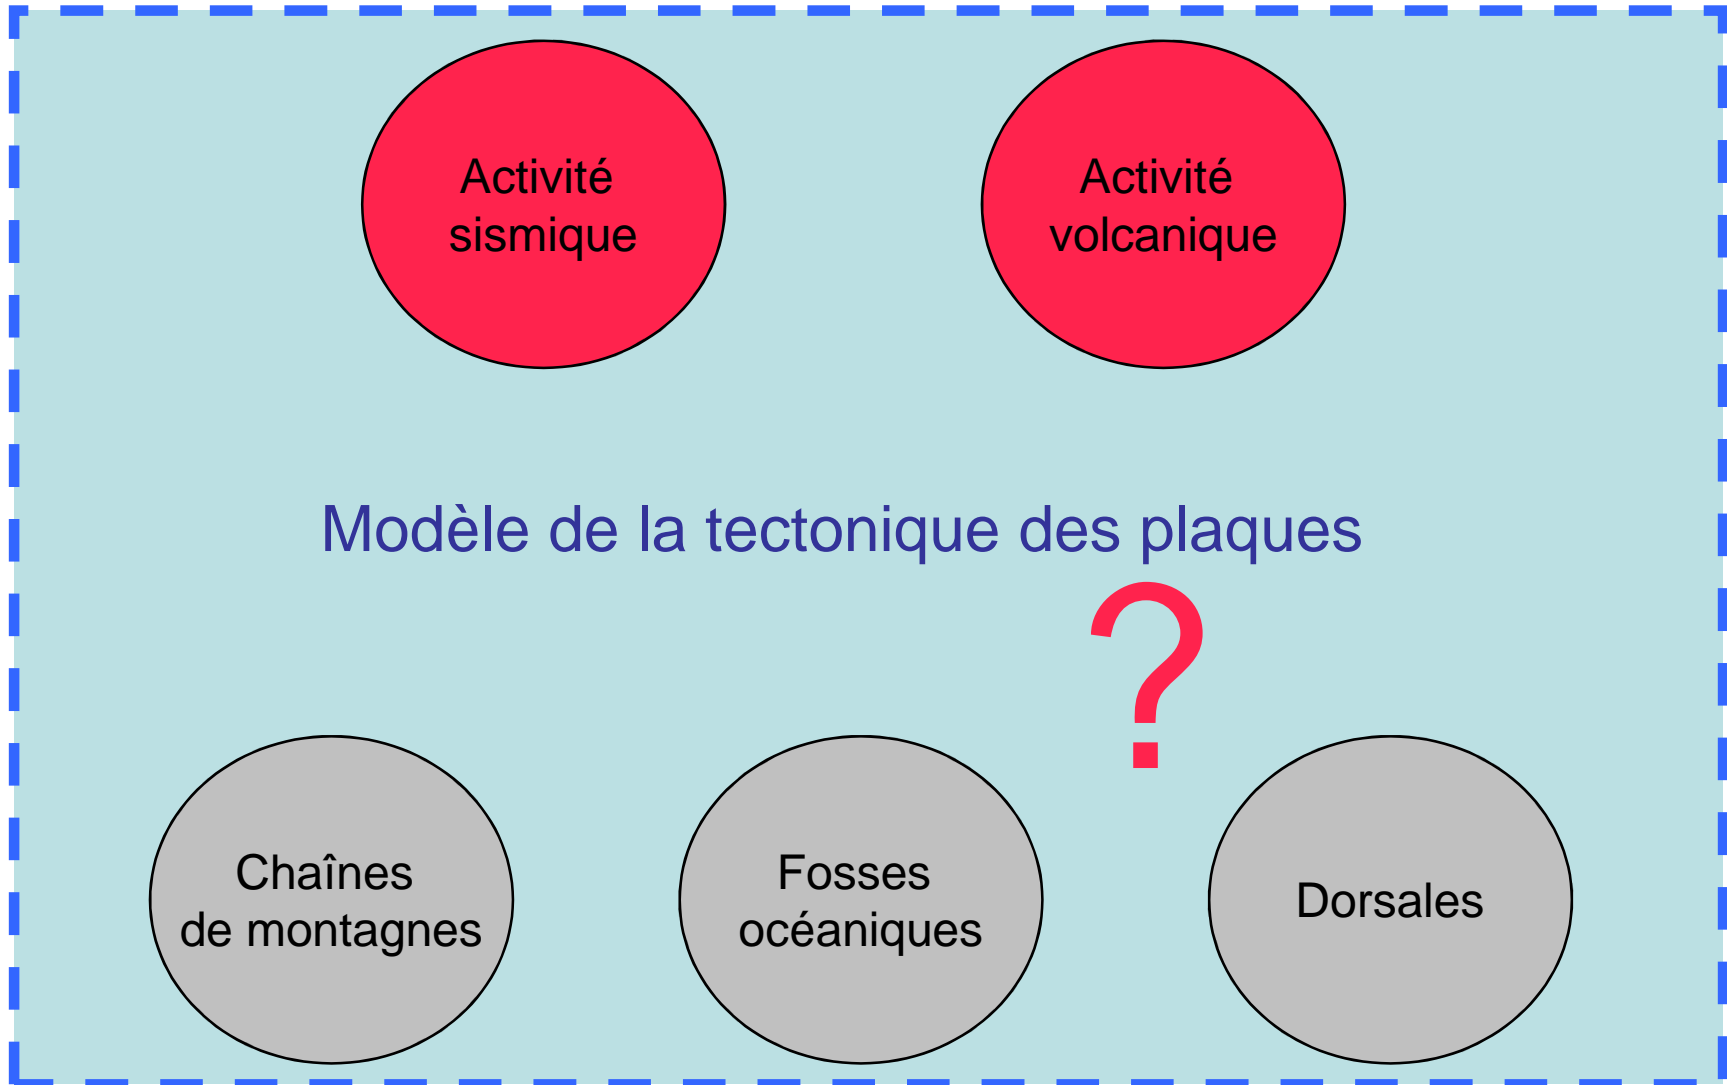 Activité
sismique
Activité
volcanique
Modèle de la tectonique des plaques
?
Chaînes
de montagnes
Fosses
océaniques
Dorsales